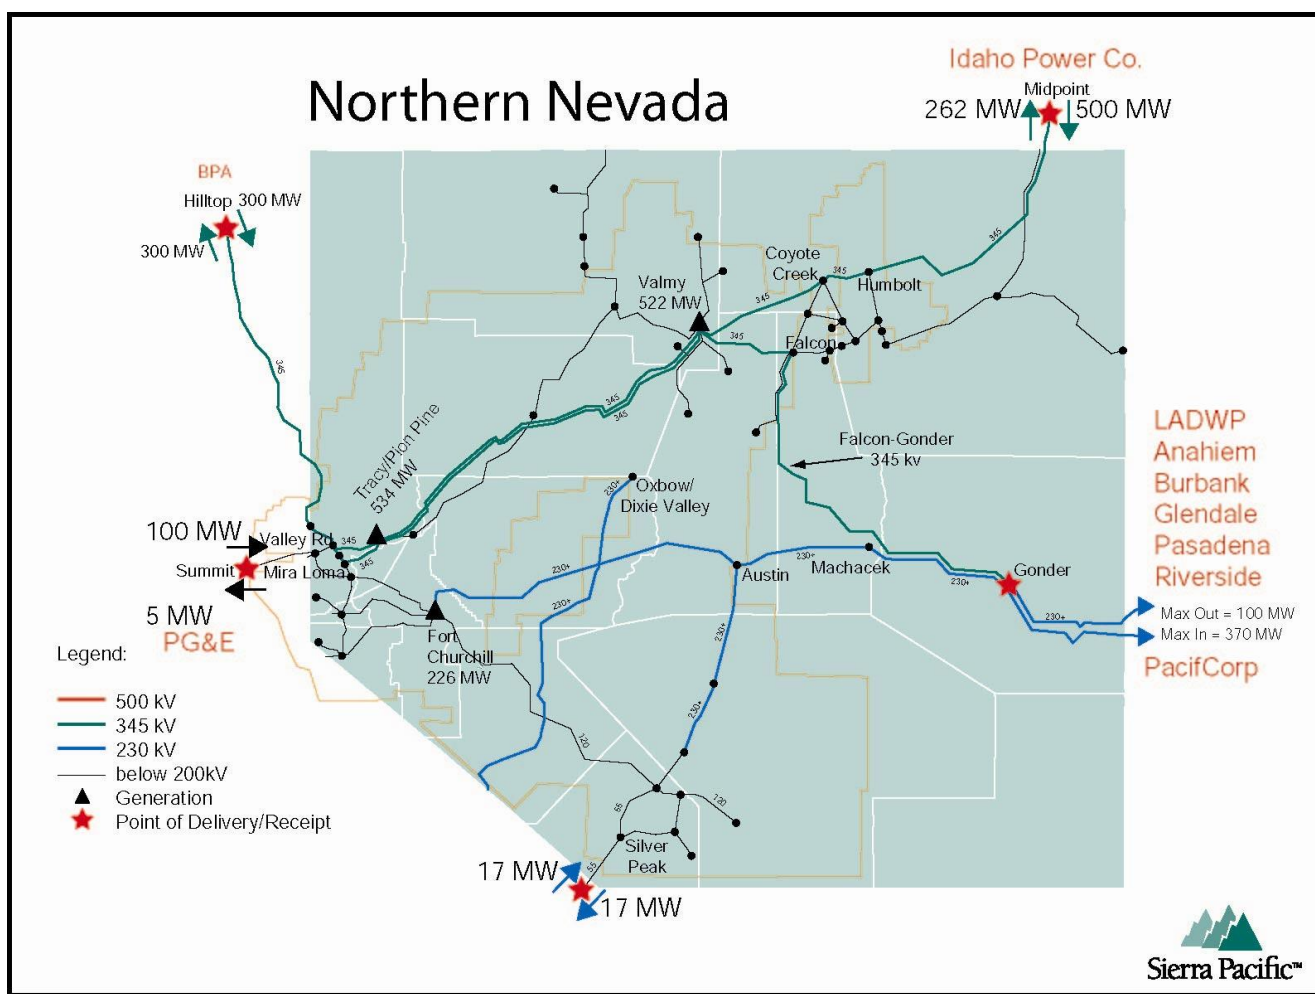 Northern Nevada
Idaho Power Co.
Midpoint
262 MW
500 MW
BPA
Hilltop
300 MW
300 MW
345
345
Coyote
Creek
345
Humbolt
Valmy
522 MW
345
345
Falcon
345
345
Tracy/Pion Pine
534 MW
Falcon-Gonder
345 kv
LADWP
Anahiem
Burbank
Glendale
Pasadena
Riverside
230+
Oxbow/
Dixie Valley
100 MW
Valley Rd
345
345
Summit
Mira Loma
5 MW
PG&E
230+
230+
Austin
230+
Machacek
230+
Gonder
230+
Max Out = 100 MW
Max In = 370 MW
PacifCorp
Fort
Churchill
226 MW
230+
230+
120
120
55
Silver
Peak
55
17 MW
17 MW
Legend:
500 kV
345 kV
230 kV
below 200kV
Generation
Point of Delivery/Receipt
Sierra Pacific™